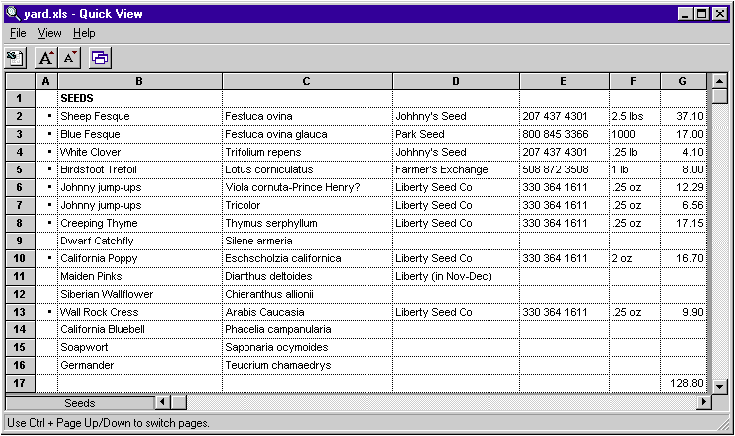 yard.xls - Quick View
File View Help
A A
A B C D E F G
1 SEEDS
2 • Sheep Fesque Festuca ovina Johhny's Seed 207 437 4301 2.5 lbs 37.10
3 • Blue Fesque Festuca ovina glauca Park Seed 800 845 3366 1000 17.00
4 • White Clover Trifolium repens Johhny's Seed 207 437 4301 .25 lb 4.10
5 • Birdsfoot Trefoil Lotus corniculatus Farmer's Exchange 508 872 3508 1 lb 8.00
6 • Johnny jump-ups Viola cornuta-Prince Henry? Liberty Seed Co 330 364 1611 .25 oz 12.29
7 • Johnny jump-ups Tricolor Liberty Seed Co 330 364 1611 .25 oz 6.56
8 • Creeping Thyme Thymus serphyllum Liberty Seed Co 330 364 1611 .25 oz 17.15
9 Dwarf Catchfly Silene armeria
10 • California Poppy Eschscholzia californica Liberty Seed Co 330 364 1611 2 oz 16.70
11 Maiden Pinks Diarthus deltoides Liberty (in Nov-Dec)
12 Siberian Wallflower Chieranthus allionii
13 • Wall Rock Cress Arabis Caucasia Liberty Seed Co 330 364 1611 .25 oz 9.90
14 California Bluebell Phacelia campanularia
15 Soapwort Saponaria ocymoides
16 Germander Teucrium chamaedrys
17 128.80
Seeds
Use Ctrl + Page Up/Down to switch pages.